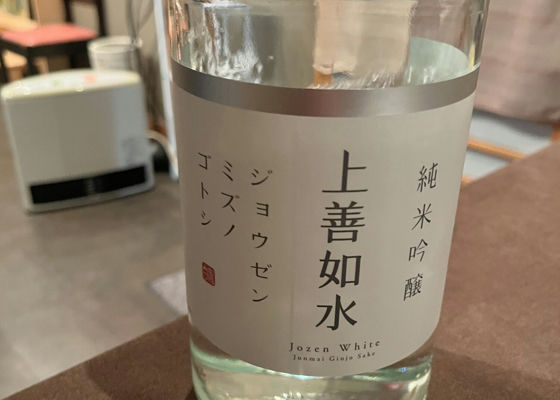 純米吟醸
上善如水
ジョウゼン
ミズノ
ゴトシ
Jozen White
Junmai Ginjo Sake